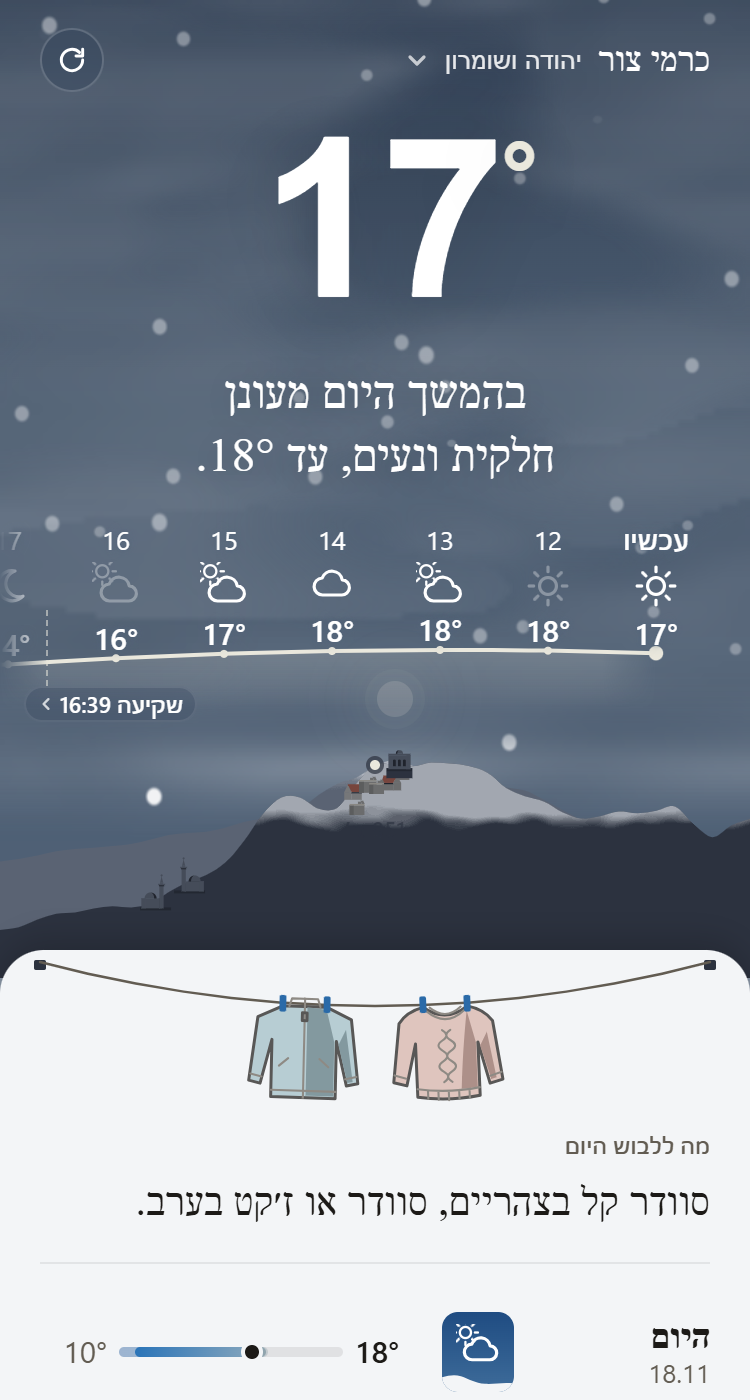 כרמי צור יהודה ושומרון
17°
בהמשך היום מעונן
חלקית ונעים, עד 18°.
עכשיו 12 13 14 15 16
17° 18° 18° 18° 17° 16°
שקיעה 16:39
מה ללבוש היום
סוודר קל בצהריים, סוודר או ז׳קט בערב.
היום 18° 10°
18.11